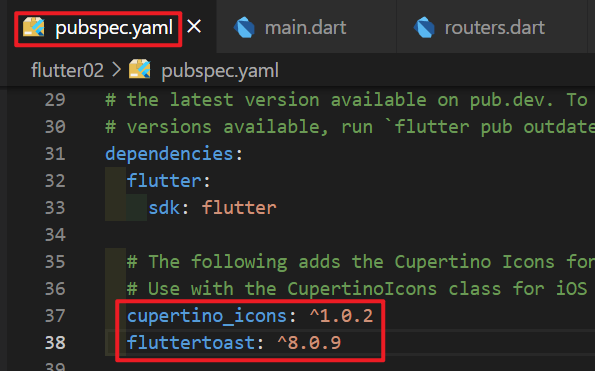 pubspec.yaml × main.dart routers.dart
flutter02 > pubspec.yaml
29 # the latest version available on pub.dev. To
30 # versions available, run `flutter pub outdate
31 dependencies:
32 flutter:
33 sdk: flutter
34
35 # The following adds the Cupertino Icons for
36 # Use with the CupertinoIcons class for iOS
37 cupertino_icons: ^1.0.2
38 fluttertoast: ^8.0.9
39